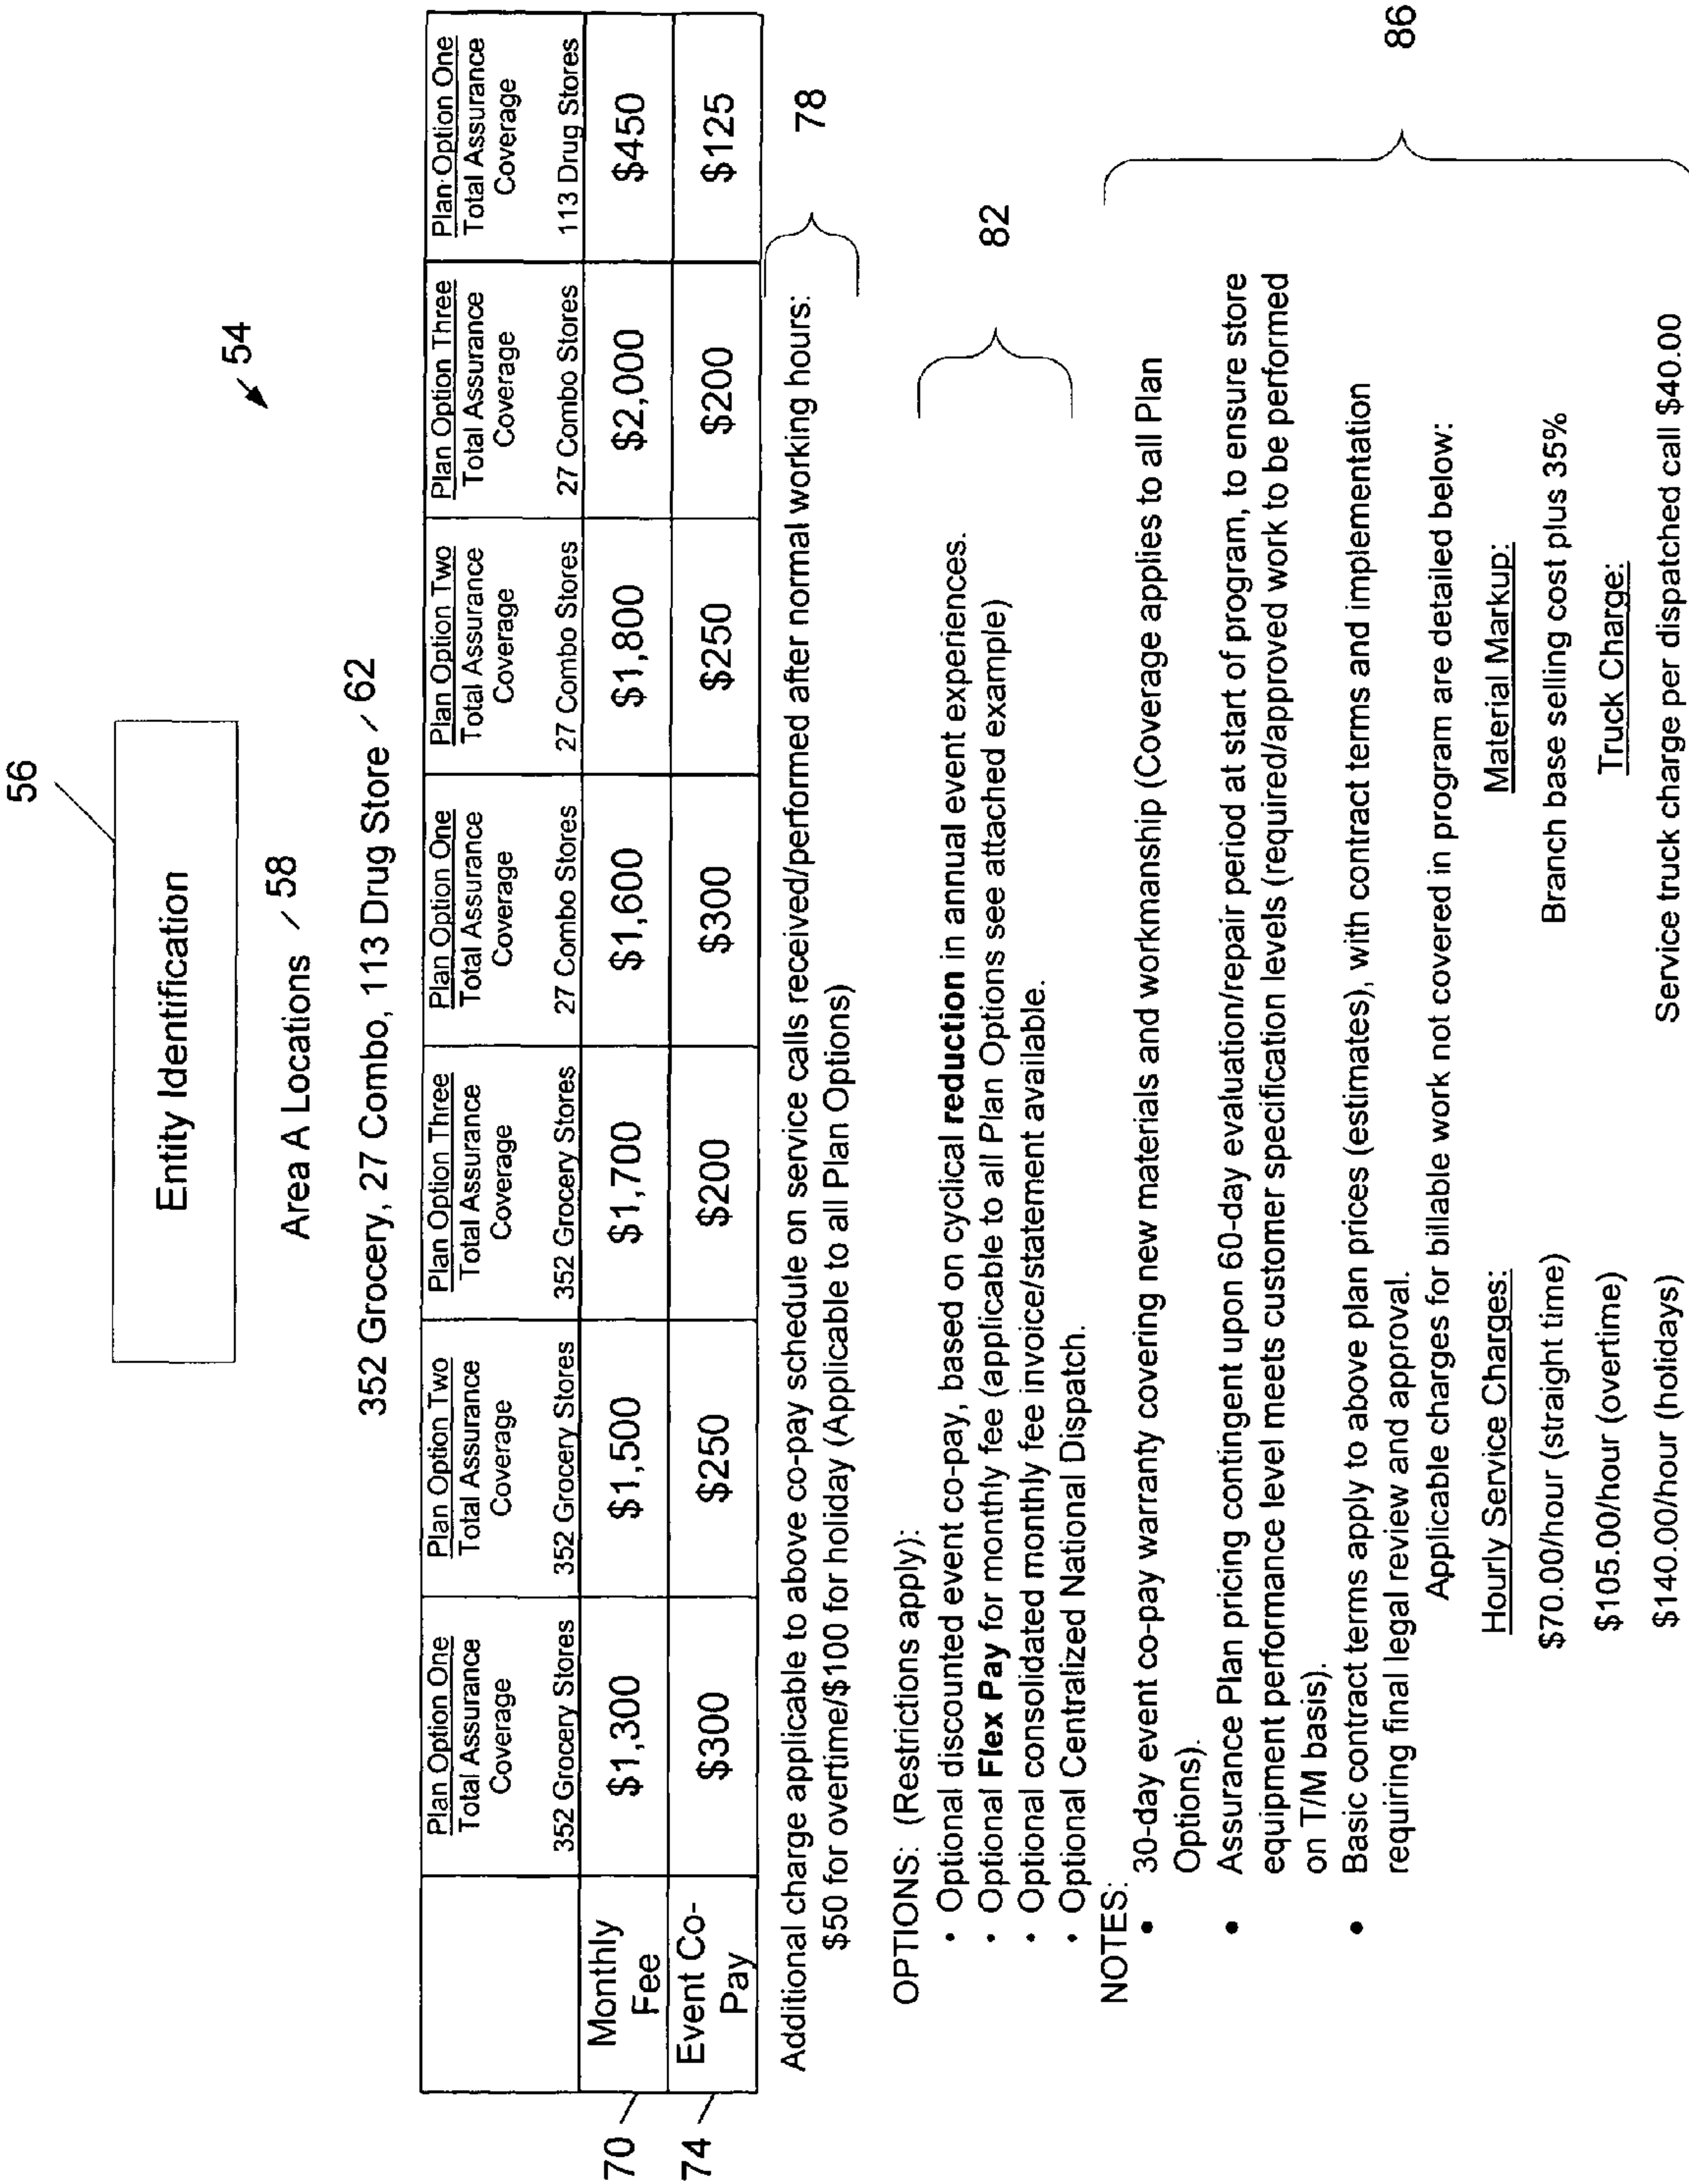 56
Entity Identification
Area A Locations 58
54
352 Grocery, 27 Combo, 113 Drug Store 62
Plan Option One Plan Option Two Plan Option Three Plan Option One Plan Option Two Plan Option Three Plan Option One
Total Assurance Total Assurance Total Assurance Total Assurance Total Assurance Total Assurance Total Assurance
Coverage Coverage Coverage Coverage Coverage Coverage Coverage
352 Grocery Stores 352 Grocery Stores 352 Grocery Stores 27 Combo Stores 27 Combo Stores 27 Combo Stores 113 Drug Stores
70 Monthly Fee $1,300 $1,500 $1,700 $1,600 $1,800 $2,000 $450
74 Event Co-Pay $300 $250 $200 $300 $250 $200 $125
Additional charge applicable to above co-pay schedule on service calls received/performed after normal working hours:
$50 for overtime/$100 for holiday (Applicable to all Plan Options)
78
OPTIONS: (Restrictions apply):
• Optional discounted event co-pay, based on cyclical reduction in annual event experiences.
• Optional Flex Pay for monthly fee (applicable to all Plan Options see attached example)
• Optional consolidated monthly fee invoice/statement available.
• Optional Centralized National Dispatch.
82
NOTES:
• 30-day event co-pay warranty covering new materials and workmanship (Coverage applies to all Plan
Options).
• Assurance Plan pricing contingent upon 60-day evaluation/repair period at start of program, to ensure store
equipment performance level meets customer specification levels (required/approved work to be performed
on T/M basis).
• Basic contract terms apply to above plan prices (estimates), with contract terms and implementation
requiring final legal review and approval.
Applicable charges for billable work not covered in program are detailed below:
86
Hourly Service Charges: Material Markup:
$70.00/hour (straight time) Branch base selling cost plus 35%
$105.00/hour (overtime) Truck Charge:
$140.00/hour (holidays) Service truck charge per dispatched call $40.00